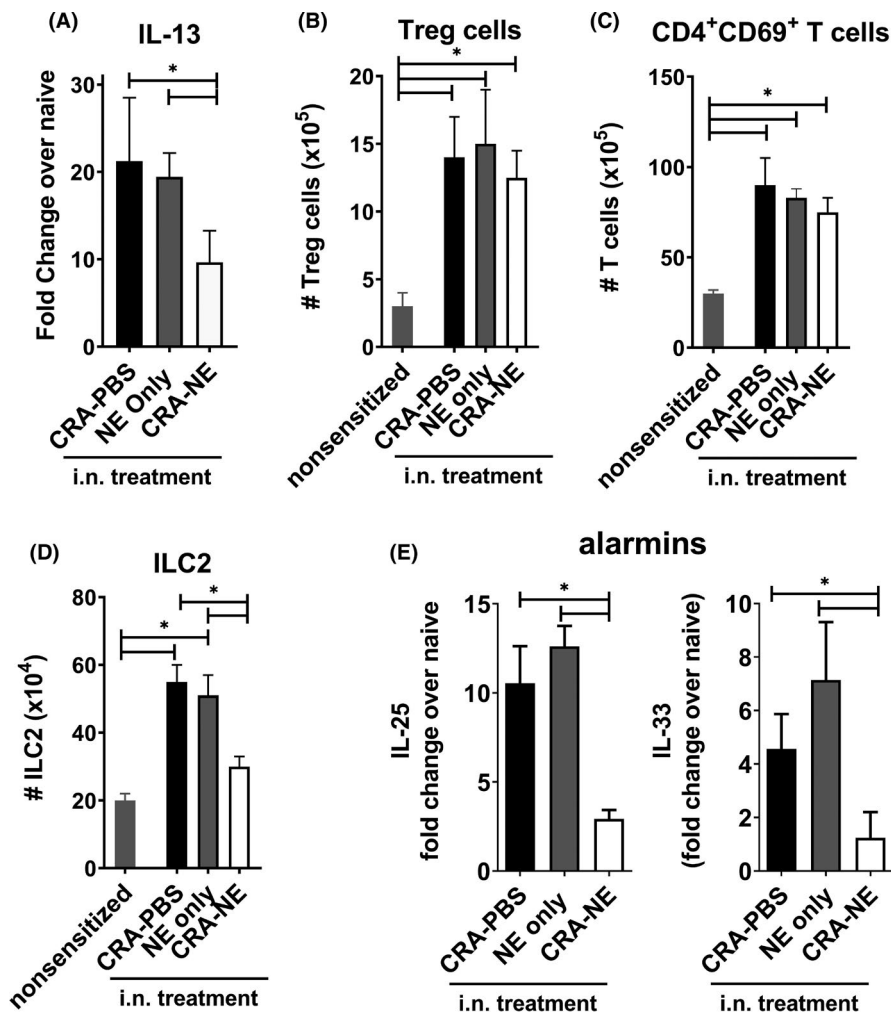 (A)
IL-13
Fold Change over naive
30
20
10
0
*
CRA-PBS
NE Only
CRA-NE
i.n. treatment
(B)
Treg cells
# Treg cells (x10⁵)
20
15
10
5
0
*
nonsensitized
CRA-PBS
NE only
CRA-NE
i.n. treatment
(C)
CD4⁺CD69⁺ T cells
# T cells (x10⁵)
150
100
50
0
*
nonsensitized
CRA-PBS
NE only
CRA-NE
i.n. treatment
(D)
ILC2
# ILC2 (x10⁴)
80
60
40
20
0
*
*
nonsensitized
CRA-PBS
NE only
CRA-NE
i.n. treatment
(E)
alarmins
IL-25
fold change over naive
15
10
5
0
*
CRA-PBS
NE only
CRA-NE
i.n. treatment
IL-33
(fold change over naive)
10
8
6
4
2
0
*
CRA-PBS
NE only
CRA-NE
i.n. treatment